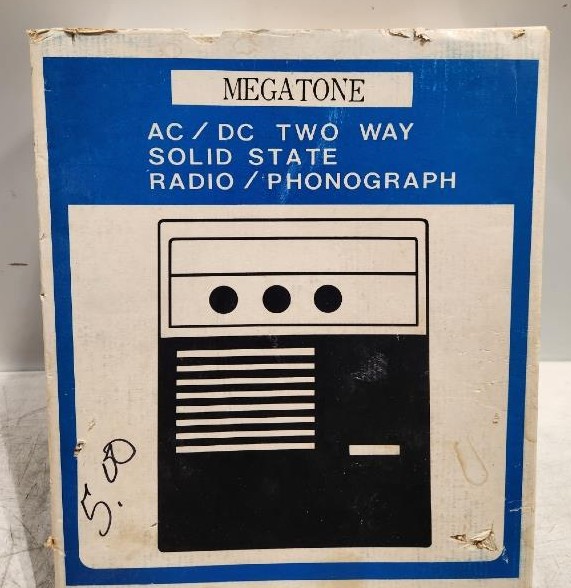 MEGATONE
AC/DC TWO WAY
SOLID STATE
RADIO/PHONOGRAPH
5.00